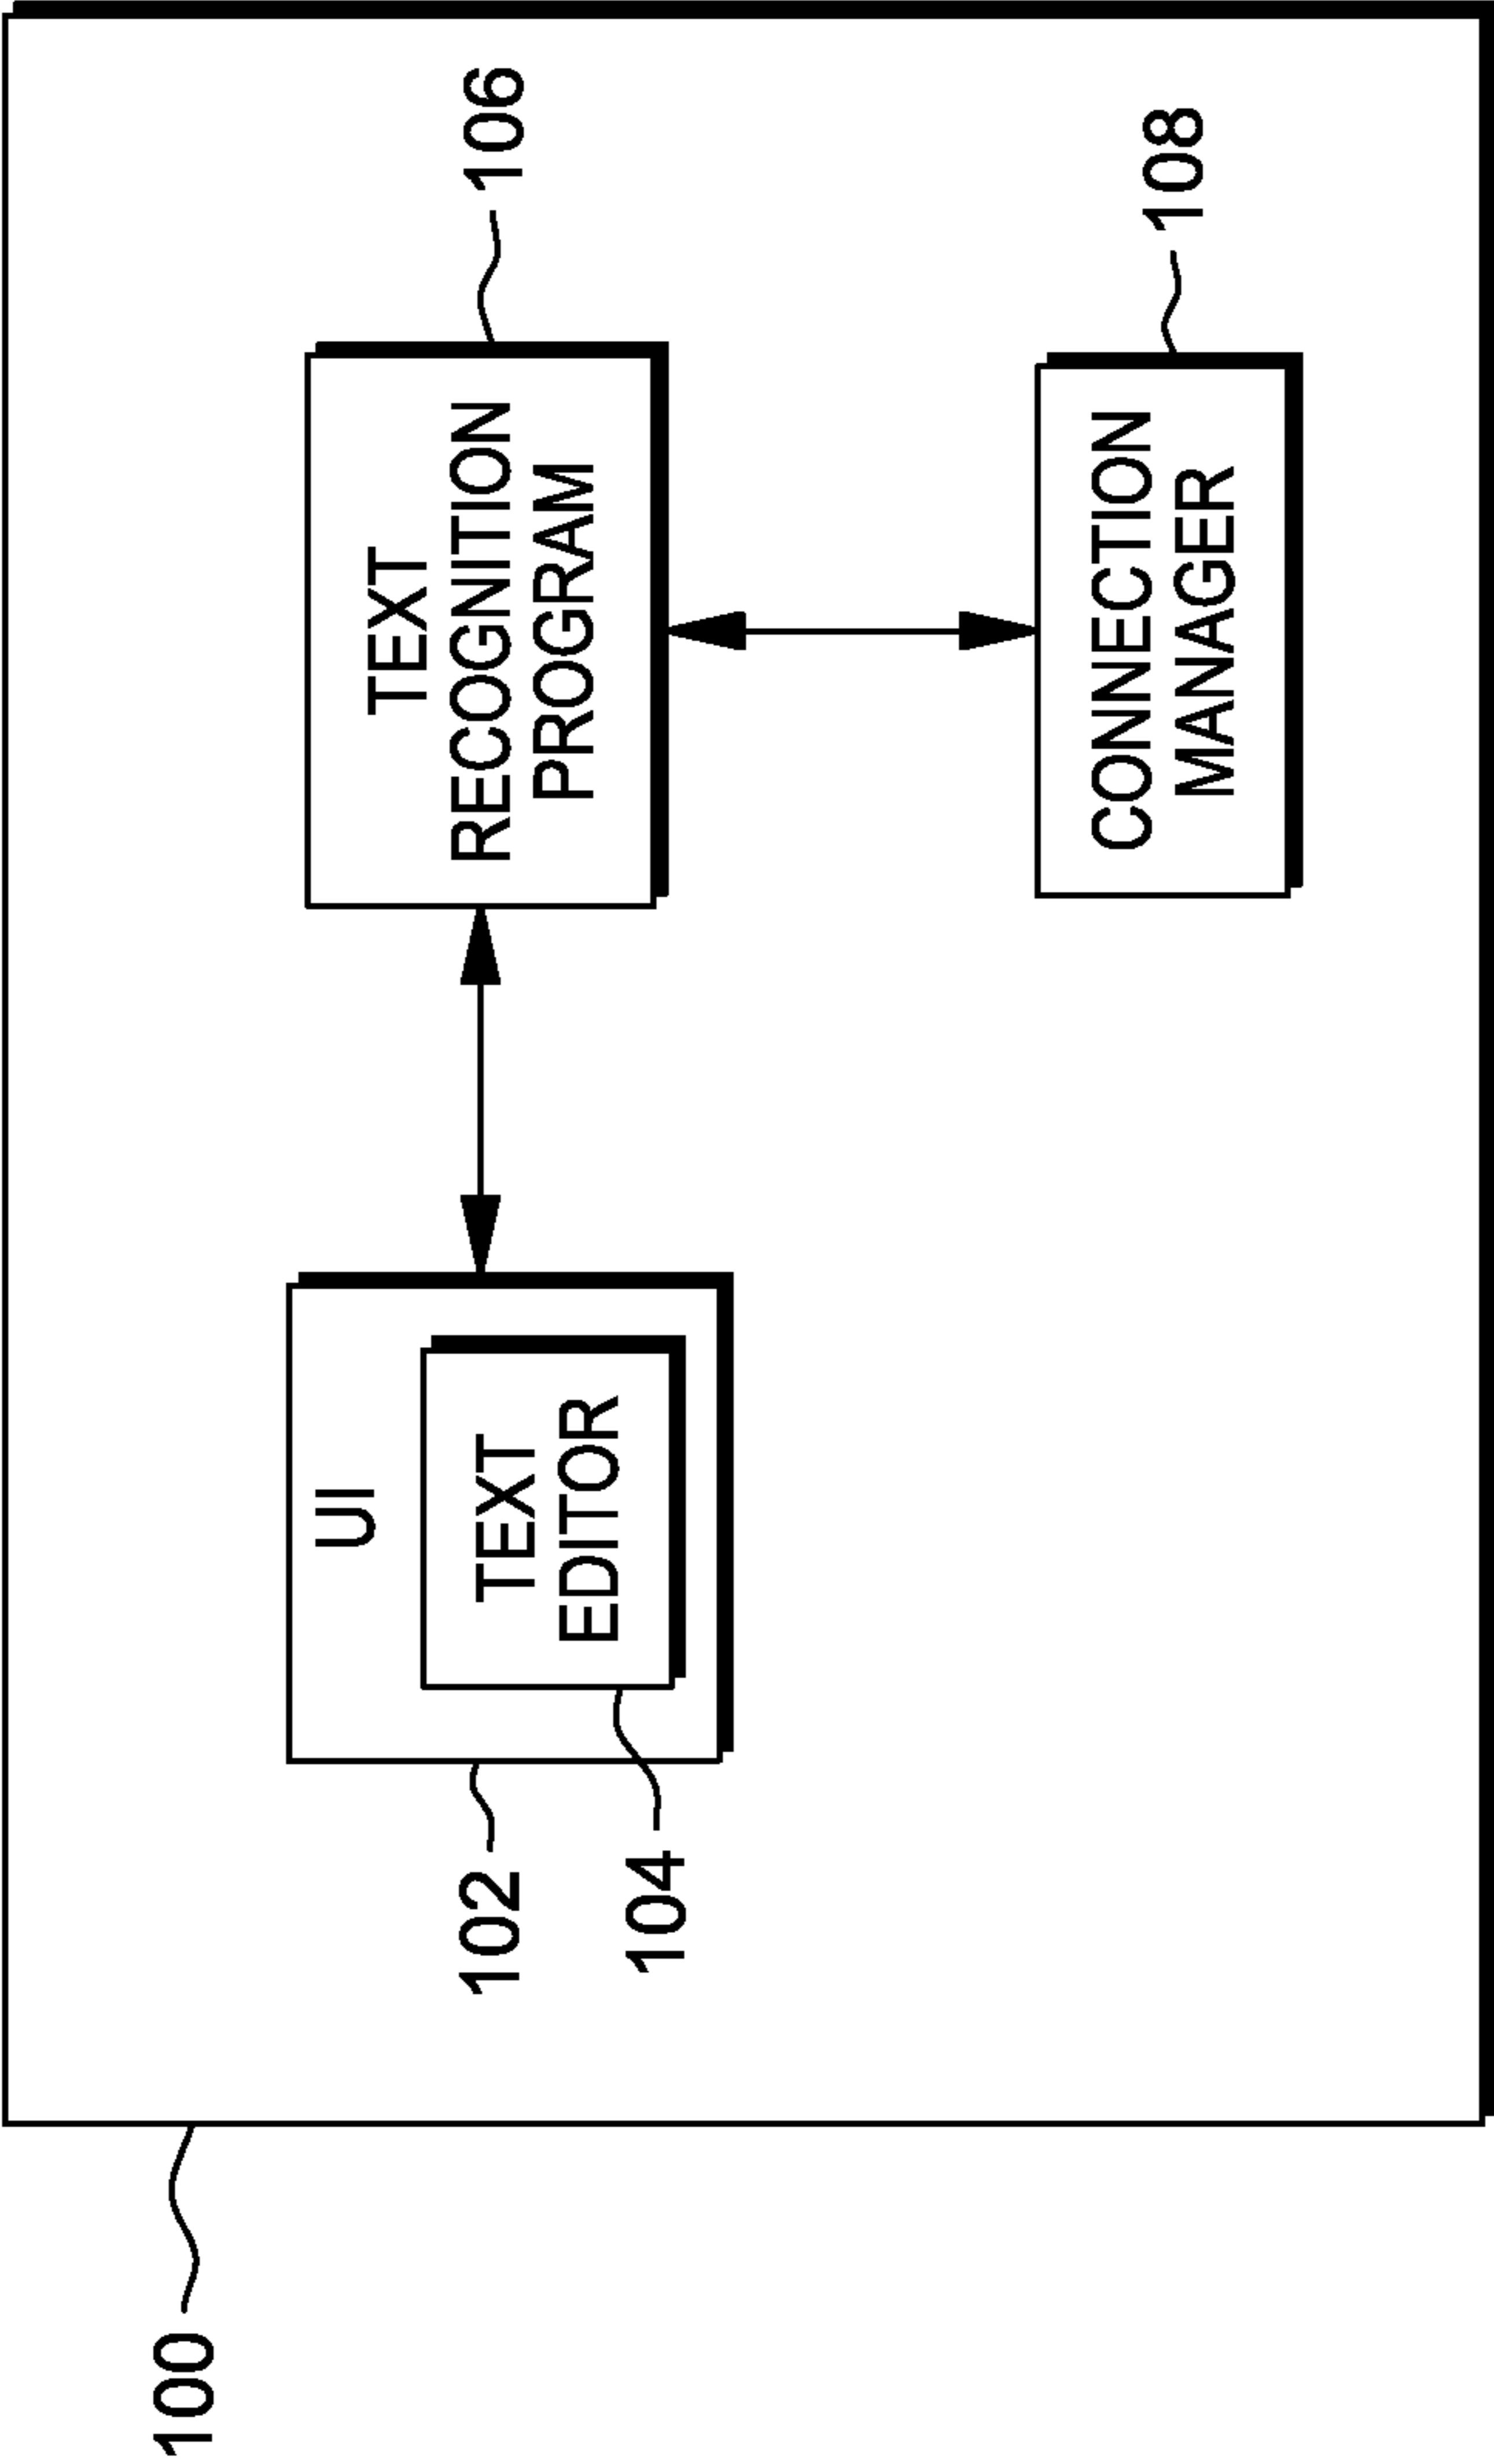 100
102
104
UI
TEXT
EDITOR
TEXT
RECOGNITION
PROGRAM
106
CONNECTION
MANAGER
108